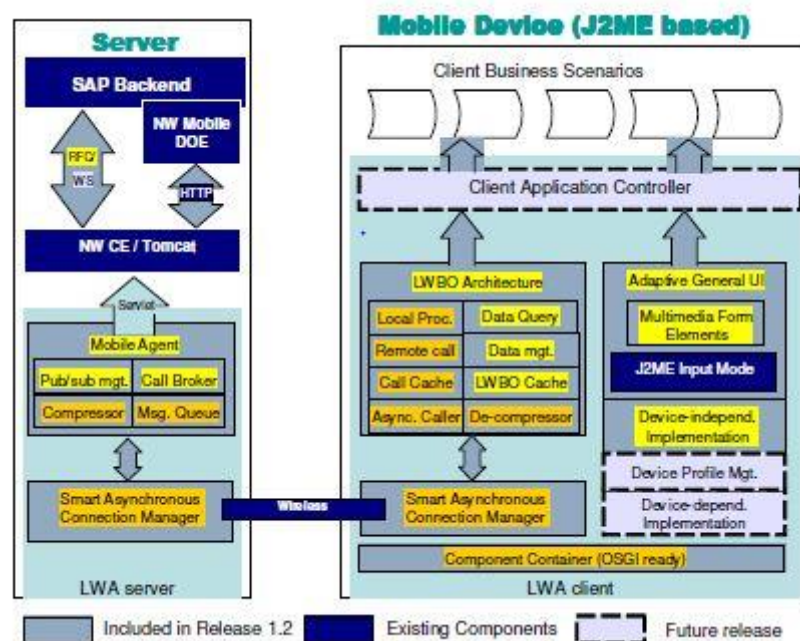 Server
SAP Backend
NW Mobile
DOE
RFC/
WS
HTTP
NW CE / Tomcat
Servlet
Mobile Agent
Pub/sub mgt.
Call Broker
Compressor
Msg. Queue
Smart Asynchronous
Connection Manager
LWA server
Wireless
Mobile Device (J2ME based)
Client Business Scenarios
Client Application Controller
LWBO Architecture
Local Proc.
Data Query
Remote call
Data mgt.
Call Cache
LWBO Cache
Async. Caller
De-compressor
Smart Asynchronous
Connection Manager
Adaptive General UI
Multimedia Form
Elements
J2ME Input Mode
Device-independ.
Implementation
Device Profile Mgt.
Device-depend.
Implementation
Component Container (OSGI ready)
LWA client
Included in Release 1.2
Existing Components
Future release